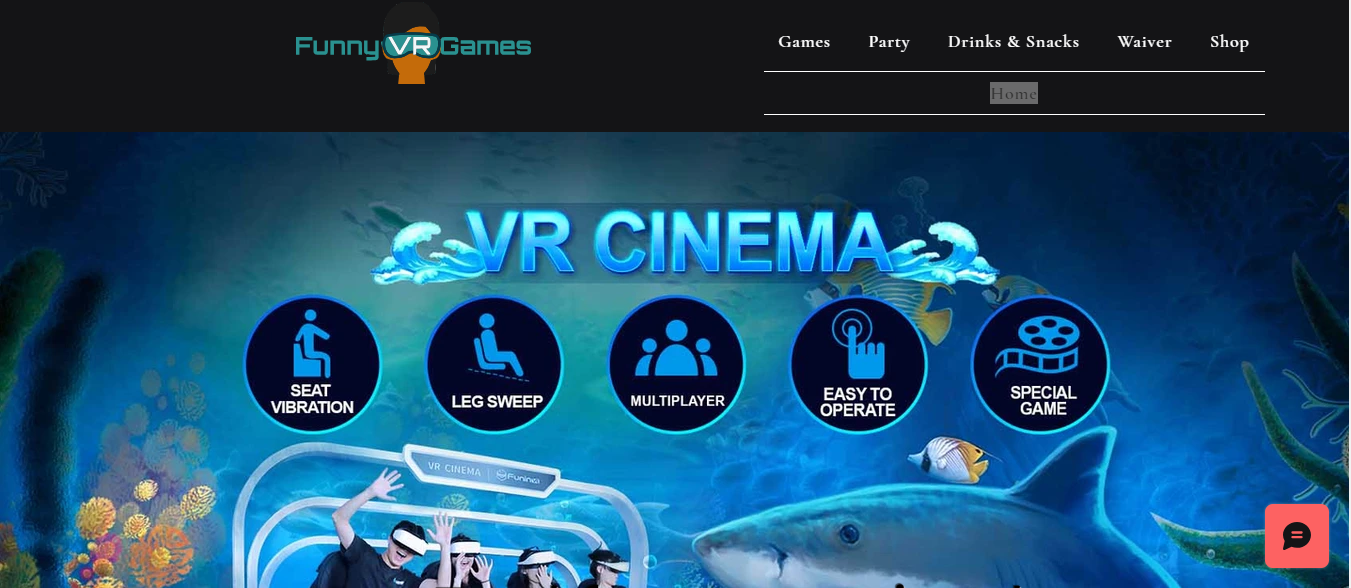 FunnyVRGames
Games Party Drinks & Snacks Waiver Shop
Home
VR CINEMA
SEAT
VIBRATION
LEG SWEEP
MULTIPLAYER
EASY TO
OPERATE
SPECIAL
GAME
VR CINEMA | Funingi